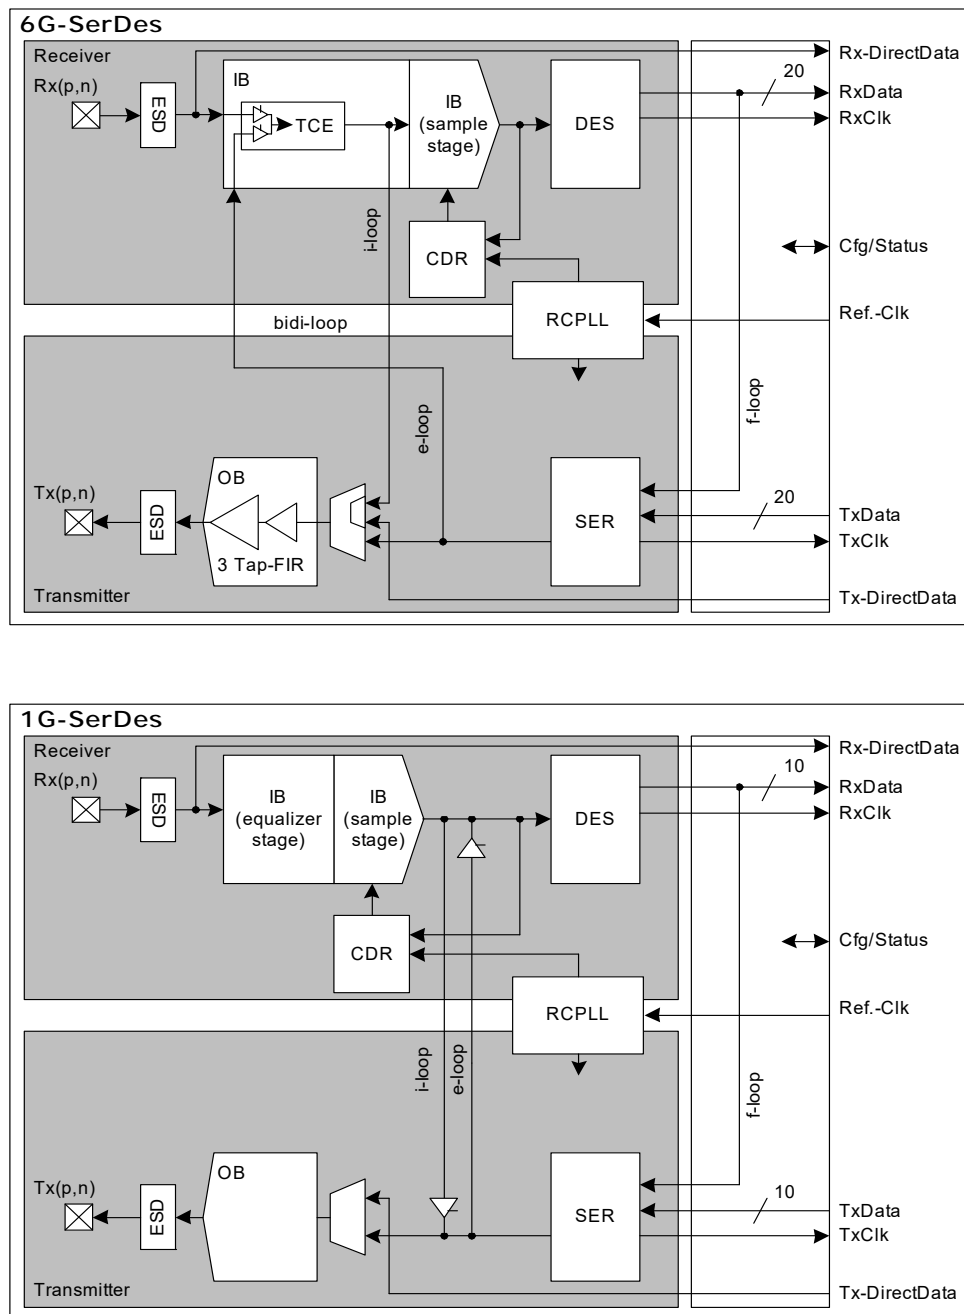 6G-SerDes
Receiver
Rx-DirectData
Rx(p,n)
ESD
IB
TCE
IB
(sample
stage)
DES
20
RxData
RxClk
i-loop
CDR
Cfg/Status
RCPLL
Ref.-Clk
bidi-loop
e-loop
f-loop
Tx(p,n)
ESD
OB
3 Tap-FIR
SER
20
TxData
TxClk
Transmitter
Tx-DirectData
1G-SerDes
Receiver
Rx-DirectData
Rx(p,n)
ESD
IB
(equalizer
stage)
IB
(sample
stage)
DES
10
RxData
RxClk
CDR
Cfg/Status
RCPLL
Ref.-Clk
i-loop
e-loop
f-loop
Tx(p,n)
ESD
OB
SER
10
TxData
TxClk
Transmitter
Tx-DirectData